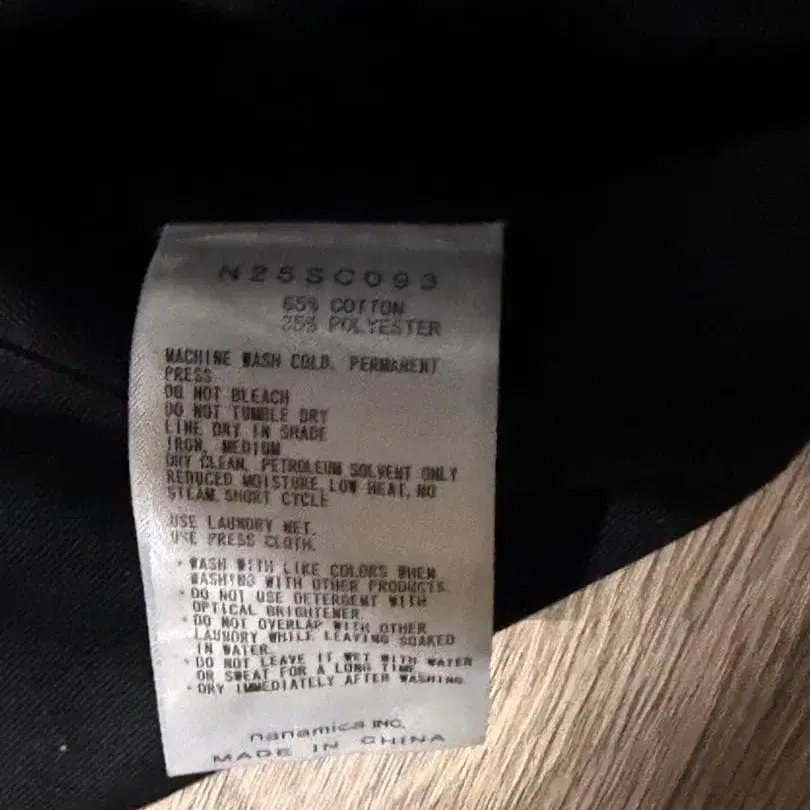 N25SC093
65% COTTON
35% POLYESTER
MACHINE WASH COLD, PERMANENT
PRESS
DO NOT BLEACH
DO NOT TUMBLE DRY
LINE DRY IN SHADE
IRON, MEDIUM
DRY CLEAN, PETROLEUM SOLVENT ONLY
REDUCED MOISTURE, LOW HEAT, NO
STEAM, SHORT CYCLE
USE LAUNDRY NET.
USE PRESS CLOTH.
・WASH WITH LIKE COLORS WHEN
WASHING WITH OTHER PRODUCTS.
・DO NOT USE DETERGENT WITH
OPTICAL BRIGHTENER.
・DO NOT OVERLAP WITH OTHER
LAUNDRY WHILE LEAVING SOAKED
IN WATER.
・DO NOT LEAVE IT WET WITH WATER
OR SWEAT FOR A LONG TIME.
・DRY IMMEDIATELY AFTER WASHING.
nanamica INC.
MADE IN CHINA